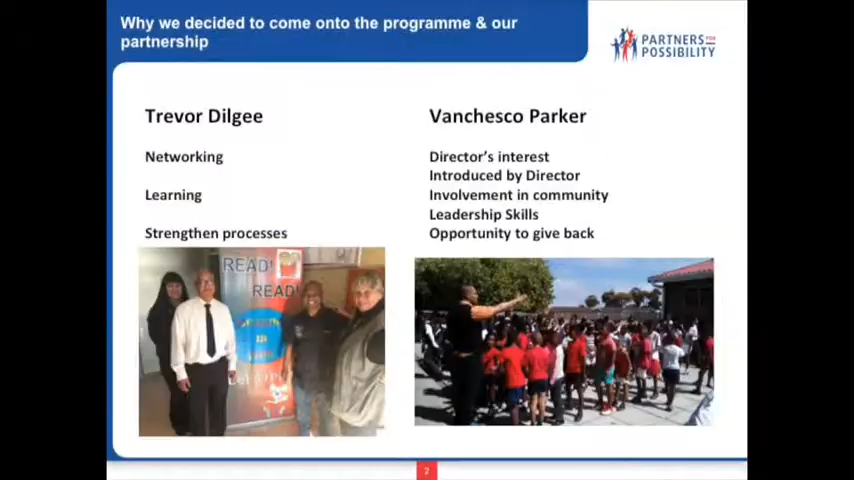 Why we decided to come onto the programme & our
partnership
PARTNERS FOR
POSSIBILITY
Trevor Dilgee
Networking
Learning
Strengthen processes
Vanchesco Parker
Director's interest
Introduced by Director
Involvement in community
Leadership Skills
Opportunity to give back
READ!
READ!
2